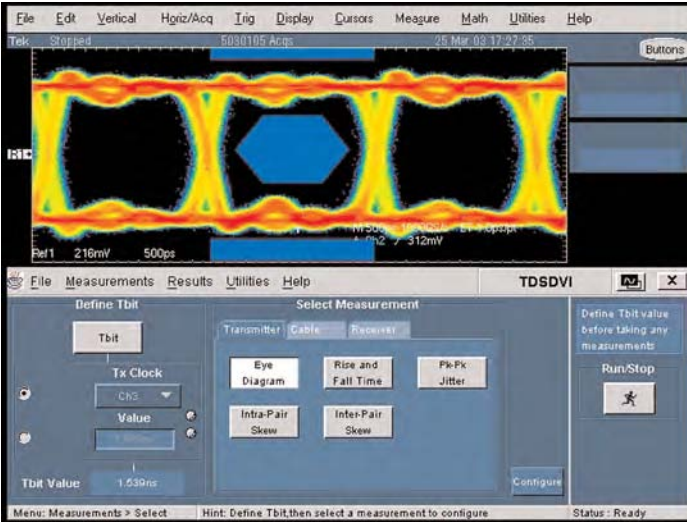 File Edit Vertical Horiz/Acq Trig Display Cursors Measure Math Utilities Help
Tek Stopped 5030105 Acqs 25 Mar 03 17:27:35
Buttons
R1
312mV
Ref1 216mV 500ps
File Measurements Results Utilities Help TDSDVI X
Define Tbit
Select Measurement
Define Tbit value
before taking any
measurements
Tbit
Transmitter Cable Receiver
Tx Clock
Ch3
Eye
Diagram
Rise and
Fall Time
Pk-Pk
Jitter
Run/Stop
Value
Intra-Pair
Skew
Inter-Pair
Skew
Tbit Value 1.539ns
Configure
Menu: Measurements > Select Hint: Define Tbit,then select a measurement to configure Status : Ready